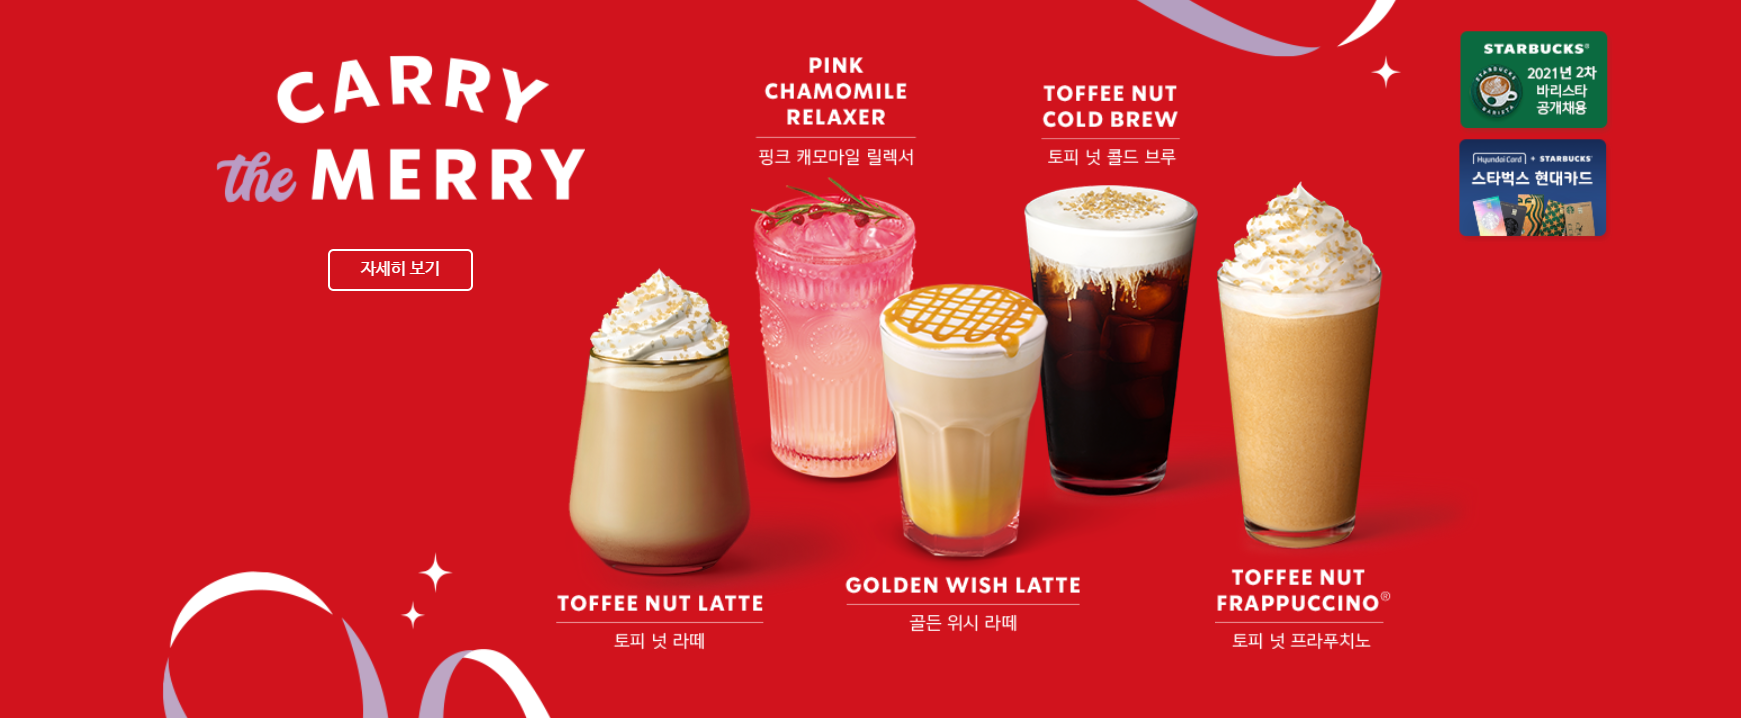 CARRY
the MERRY
자세히 보기
PINK
CHAMOMILE
RELAXER
핑크 캐모마일 릴렉서
TOFFEE NUT
COLD BREW
토피 넛 콜드 브루
TOFFEE NUT LATTE
토피 넛 라떼
GOLDEN WISH LATTE
골든 위시 라떼
TOFFEE NUT
FRAPPUCCINO®
토피 넛 프라푸치노
STARBUCKS®
STARBUCKS
BARISTA
2021년 2차
바리스타
공개채용
HyundaiCard + STARBUCKS
스타벅스 현대카드